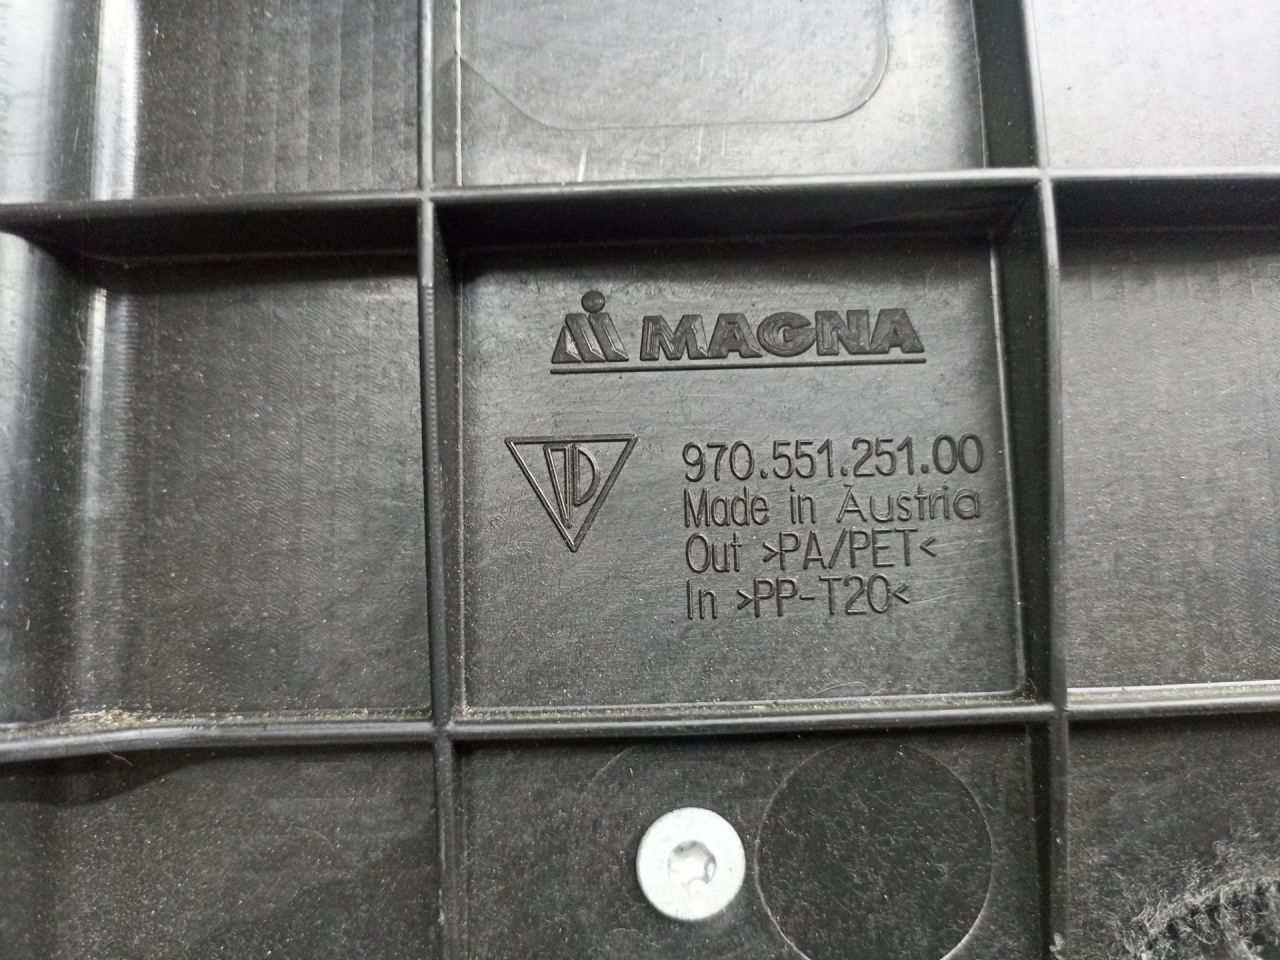 MAGNA
970.551.251.00
Made in Austria
Out >PA/PET<
In >PP-T20<